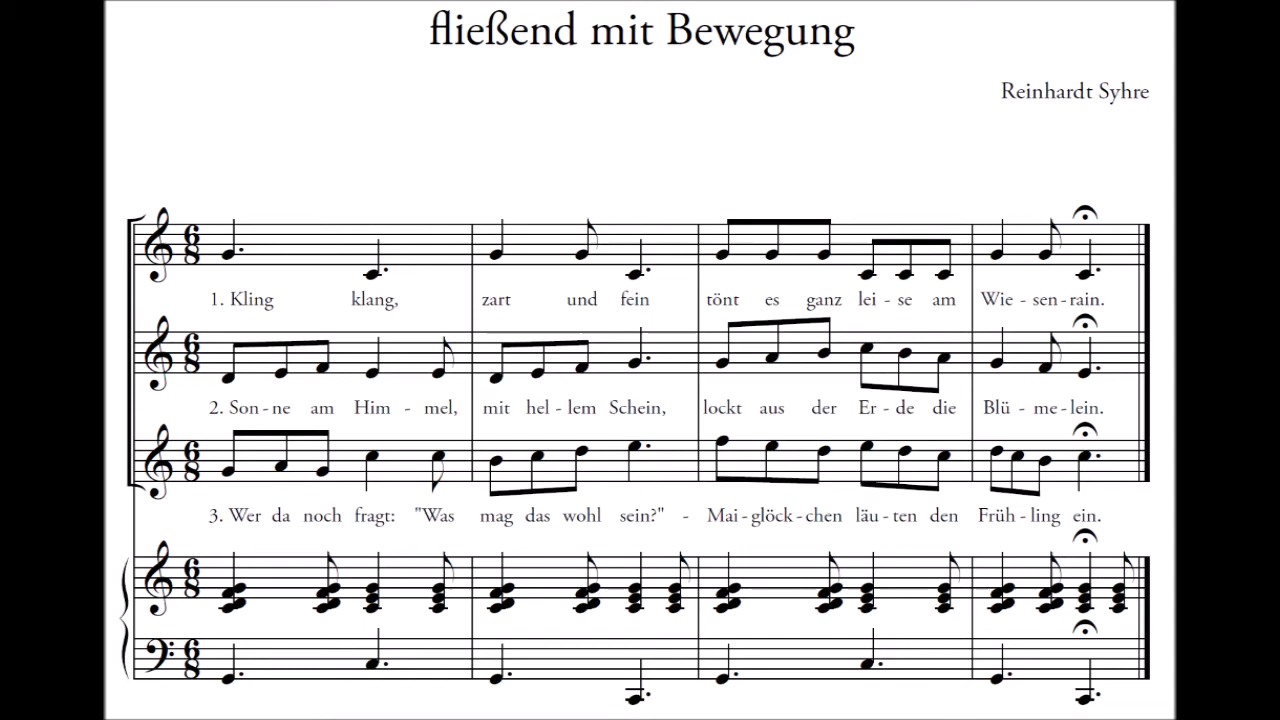 fließend mit Bewegung
Reinhardt Syhre
1. Kling klang, zart und fein tönt es ganz lei - se am Wie - sen - rain.
2. Son - ne am Him - mel, mit hel - lem Schein, lockt aus der Er - de die Blü - me - lein.
3. Wer da noch fragt: "Was mag das wohl sein?" - Mai - glöck - chen läu - ten den Früh - ling ein.